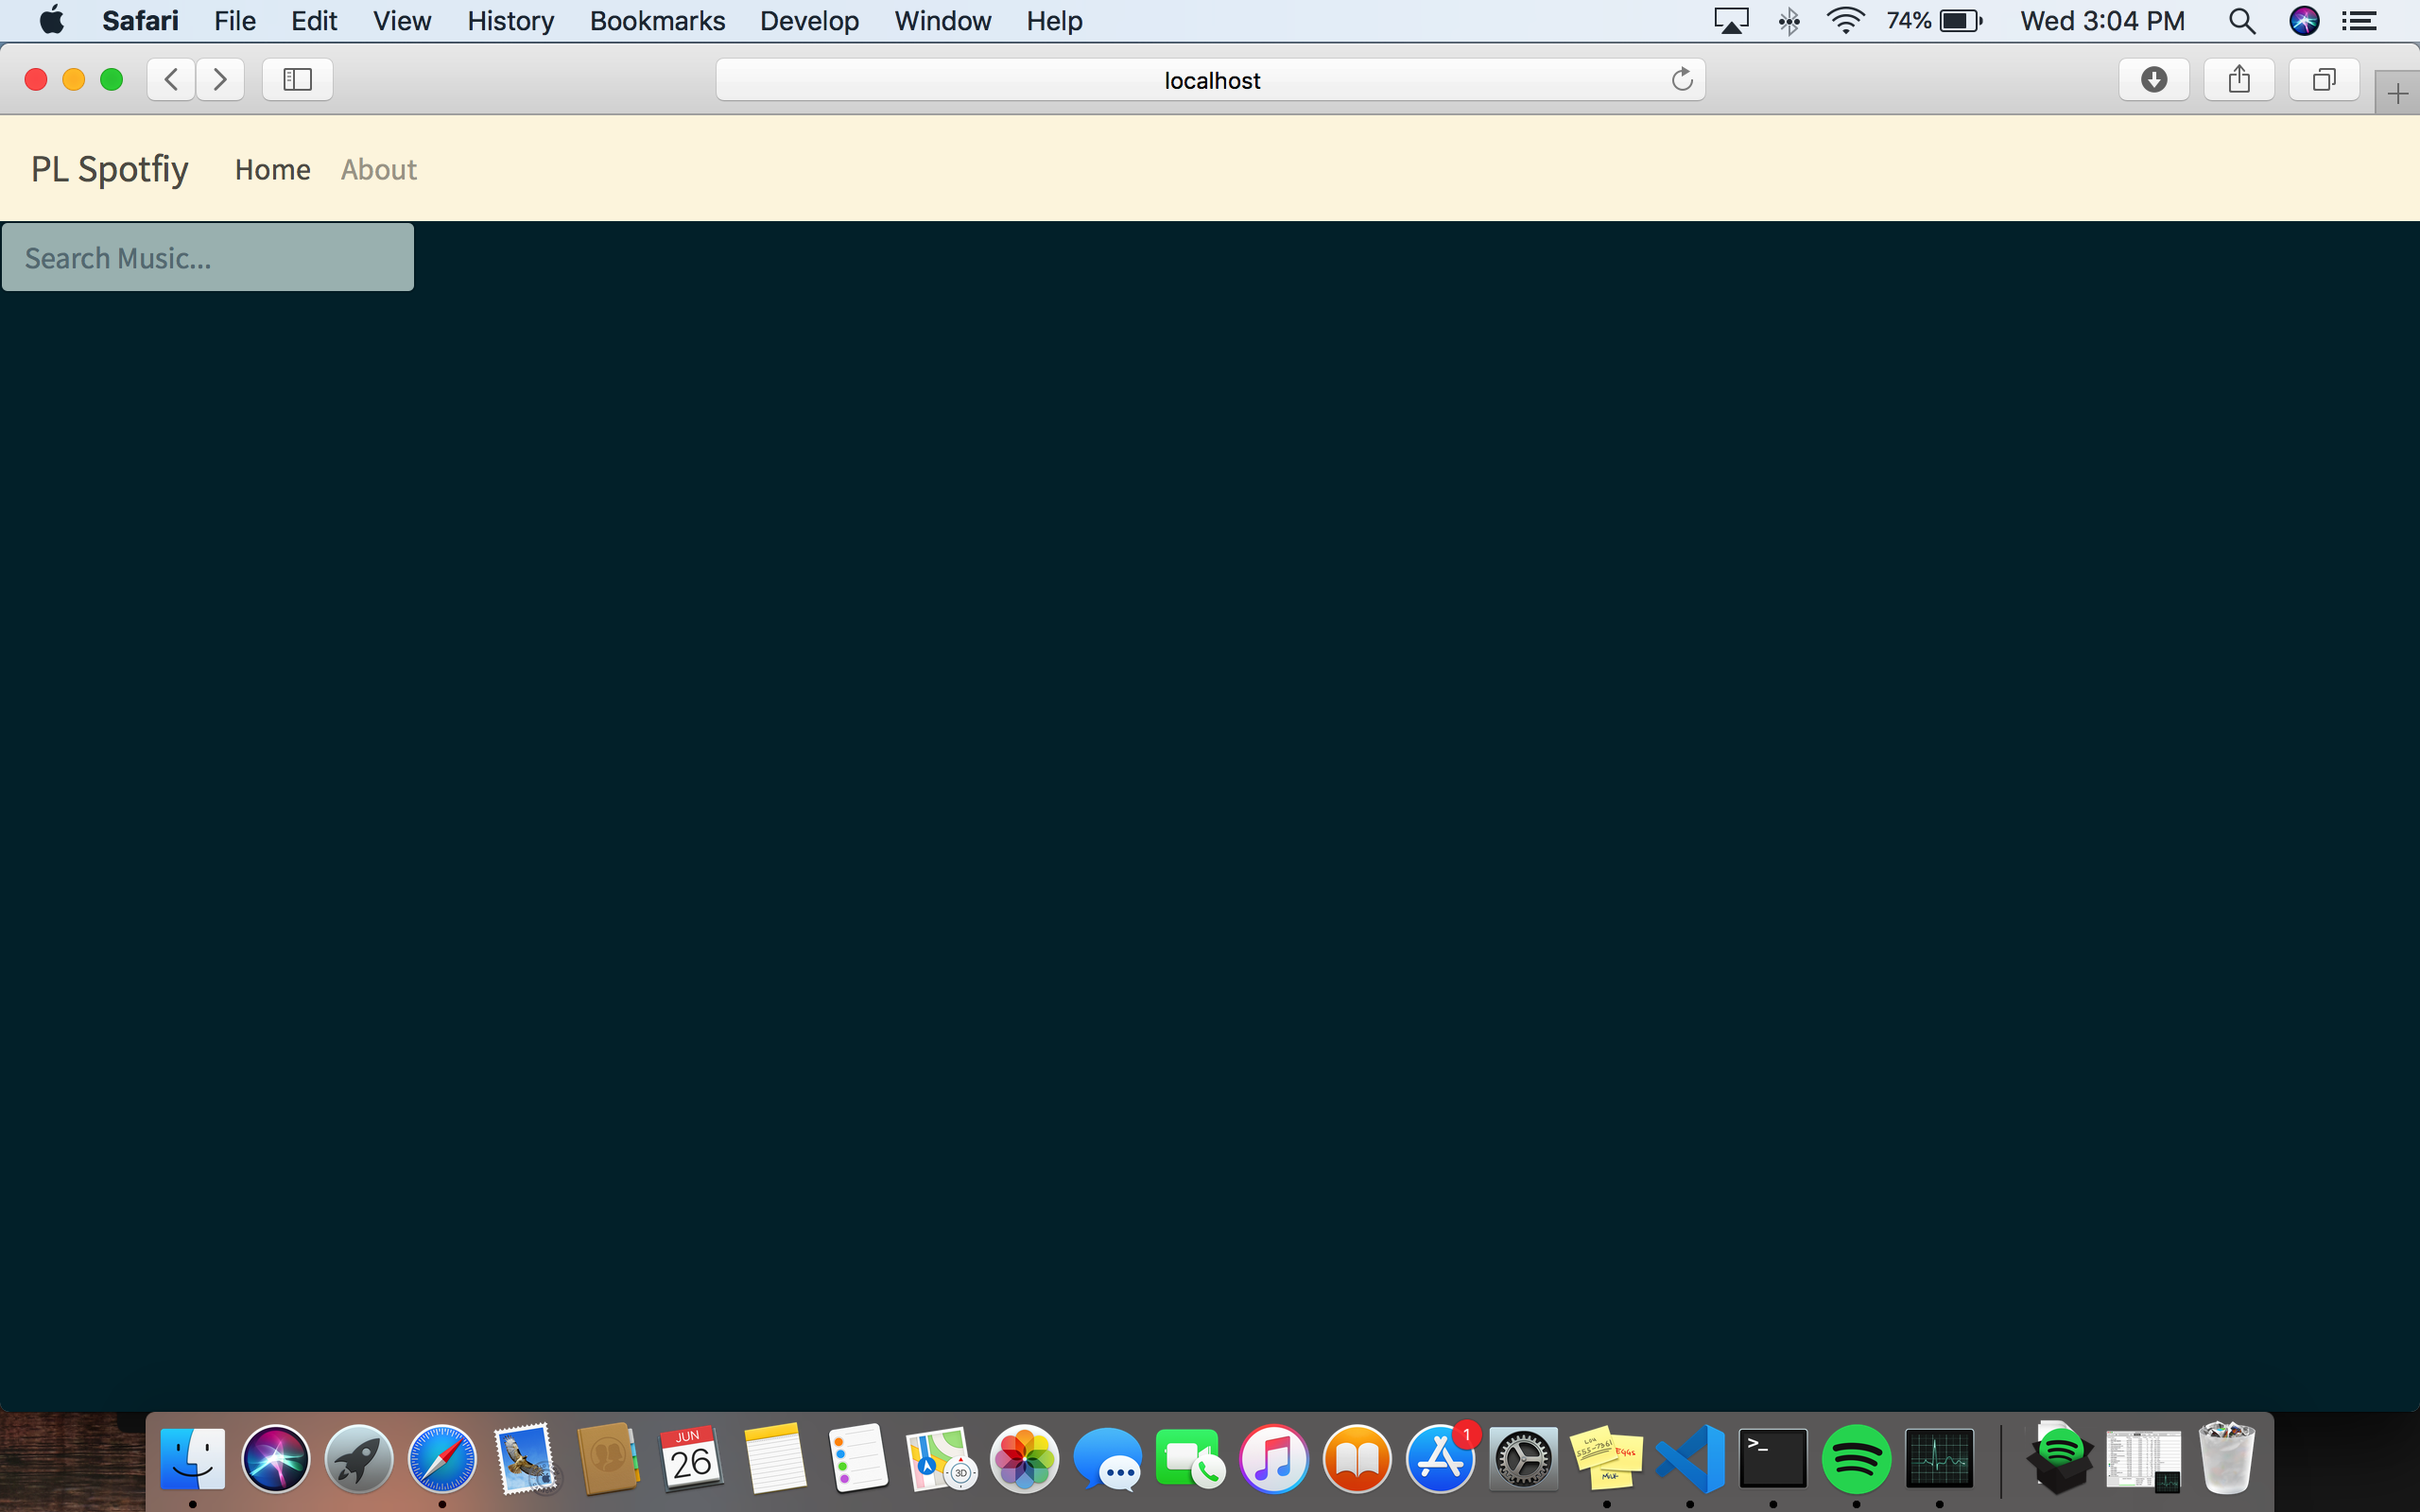 Safari File Edit View History Bookmarks Develop Window Help 74% Wed 3:04 PM
localhost
PL Spotfiy Home About
Search Music...
JUN
26
3D
1
>_